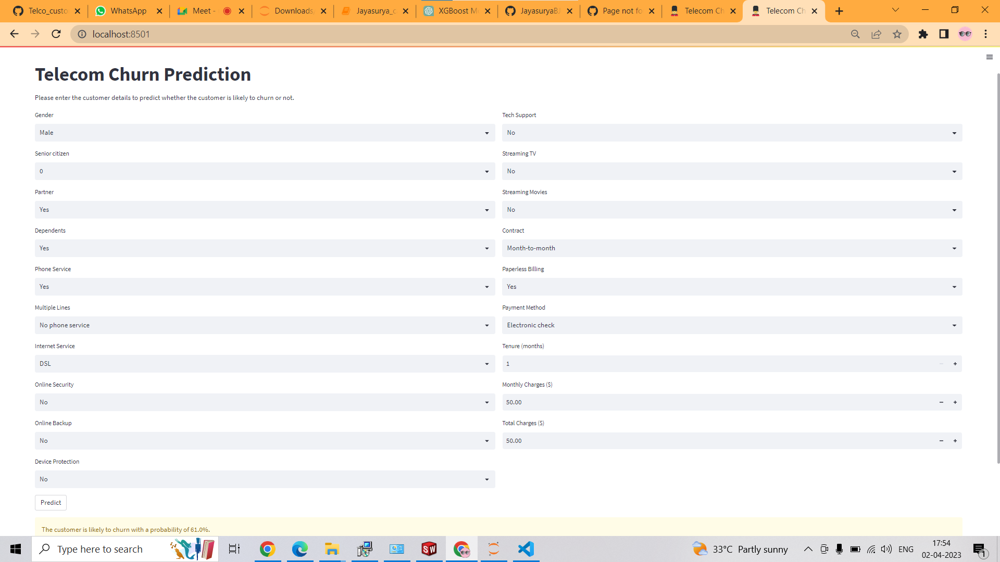 Telco_custo
WhatsApp
Meet -
Downloads/
Jayasurya_c
XGBoost Mo
JayasuryaBJ
Page not fo
Telecom Ch
Telecom Ch
localhost:8501
Telecom Churn Prediction
Please enter the customer details to predict whether the customer is likely to churn or not.
Gender
Male
Senior citizen
0
Partner
Yes
Dependents
Yes
Phone Service
Yes
Multiple Lines
No phone service
Internet Service
DSL
Online Security
No
Online Backup
No
Device Protection
No
Tech Support
No
Streaming TV
No
Streaming Movies
No
Contract
Month-to-month
Paperless Billing
Yes
Payment Method
Electronic check
Tenure (months)
1
Monthly Charges ($)
50.00
Total Charges ($)
50.00
Predict
The customer is likely to churn with a probability of 61.0%.
Type here to search
SW
33°C Partly sunny
ENG
17:54
02-04-2023
1